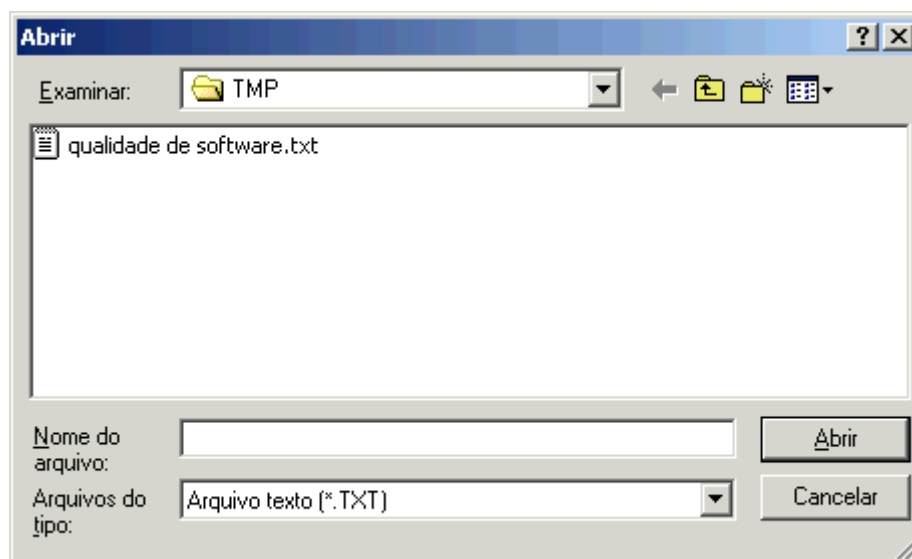 Abrir
Examinar: TMP
qualidade de software.txt
Nome do
arquivo:
Abrir
Arquivos do
tipo:
Arquivo texto (*.TXT)
Cancelar